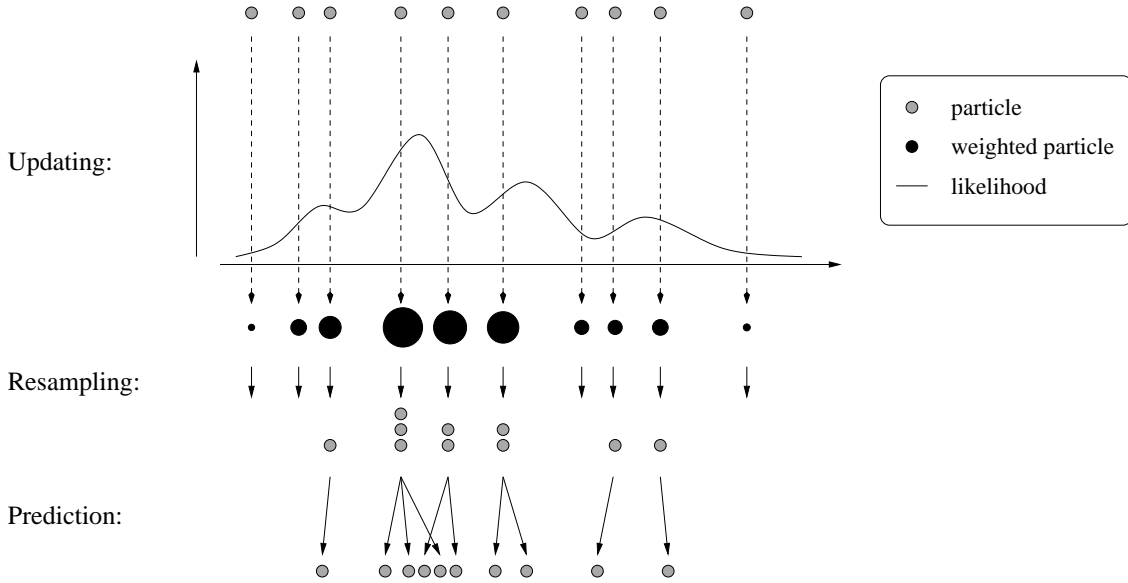 particle
weighted particle
likelihood
Updating:
Resampling:
Prediction: